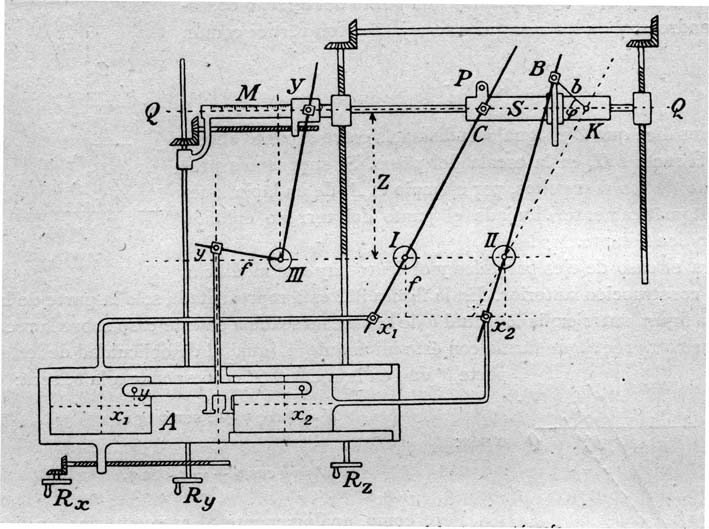 B
P
M
Y
b
Q
S
φ
Q
C
K
Z
I
II
y
f
III
f
x₁
x₂
y
x₁
A
x₂
Rx
Ry
Rz